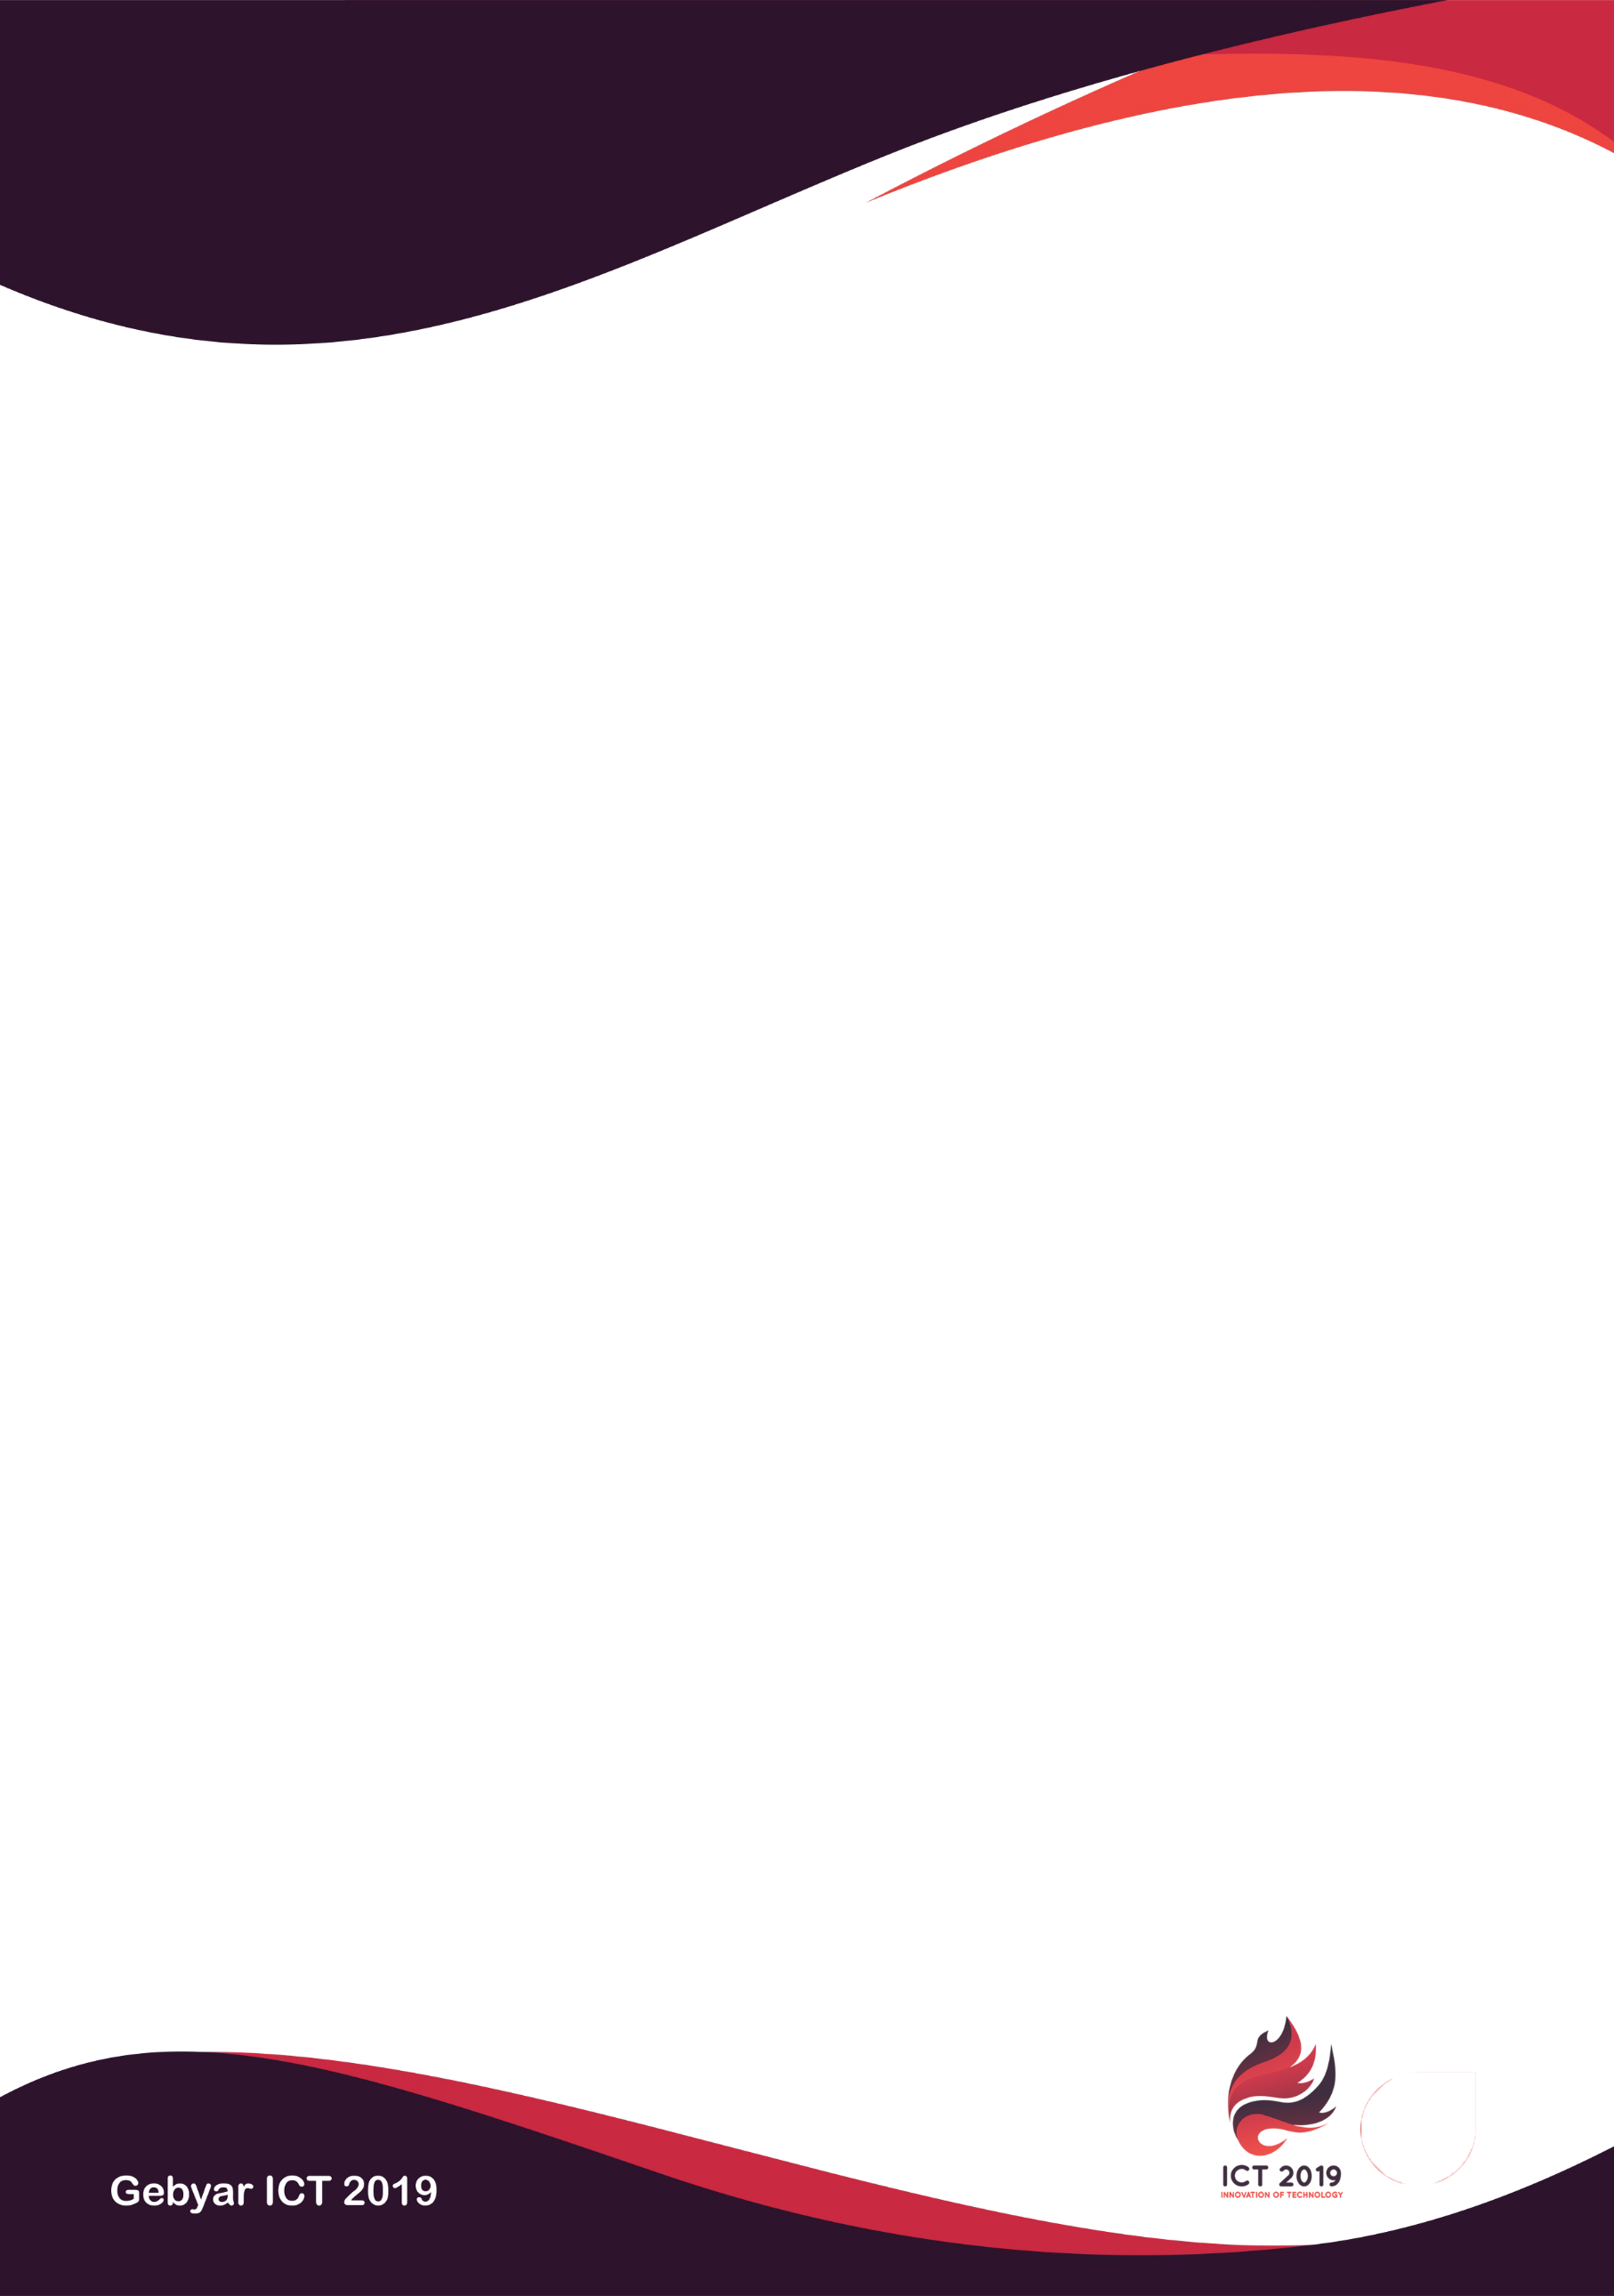 ICT 2019
INNOVATION OF TECHNOLOGY
Gebyar ICT 2019